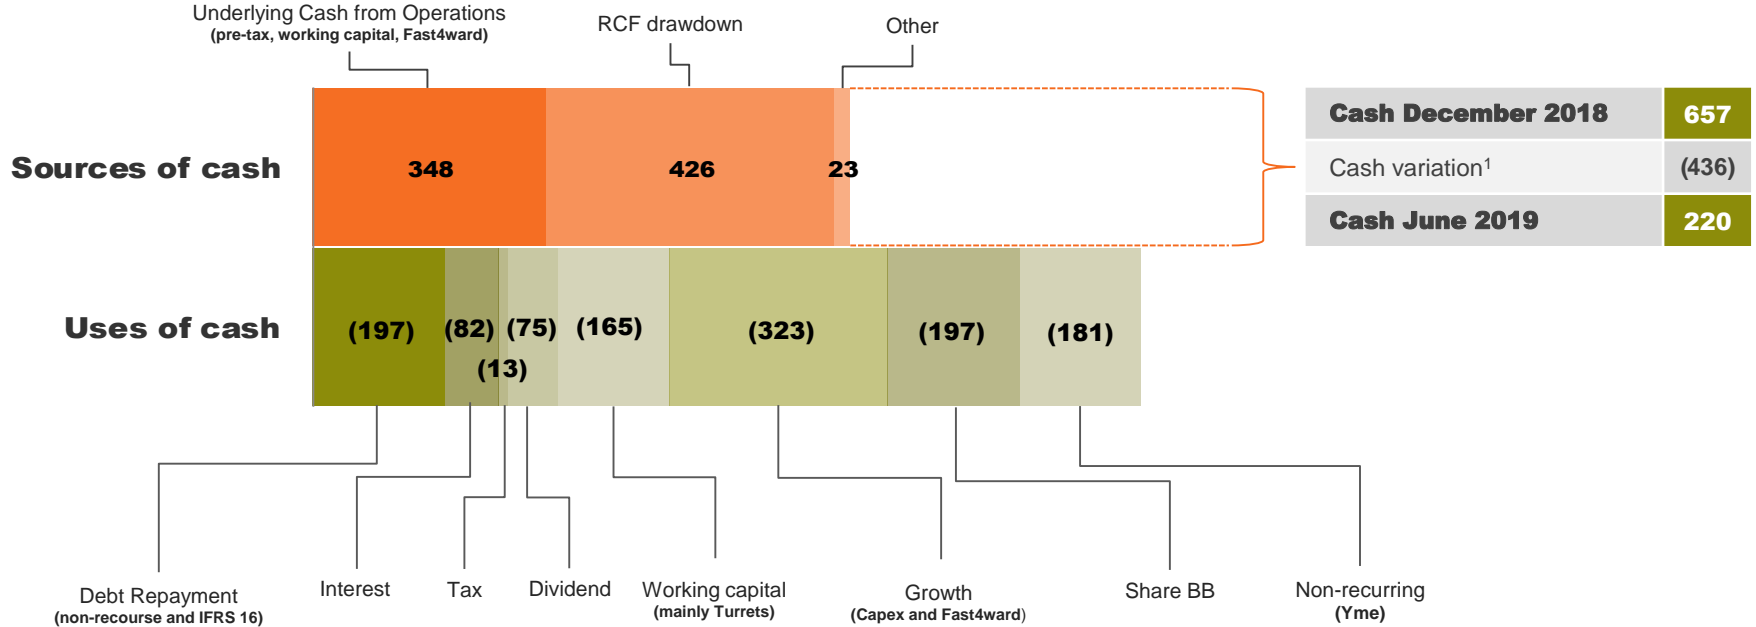 Underlying Cash from Operations
(pre-tax, working capital, Fast4ward)
RCF drawdown
Other
Sources of cash
348
426
23
Cash December 2018 657
Cash variation¹ (436)
Cash June 2019 220
Uses of cash
(197)
(82)
(13)
(75)
(165)
(323)
(197)
(181)
Debt Repayment
(non-recourse and IFRS 16)
Interest
Tax
Dividend
Working capital
(mainly Turrets)
Growth
(Capex and Fast4ward)
Share BB
Non-recurring
(Yme)